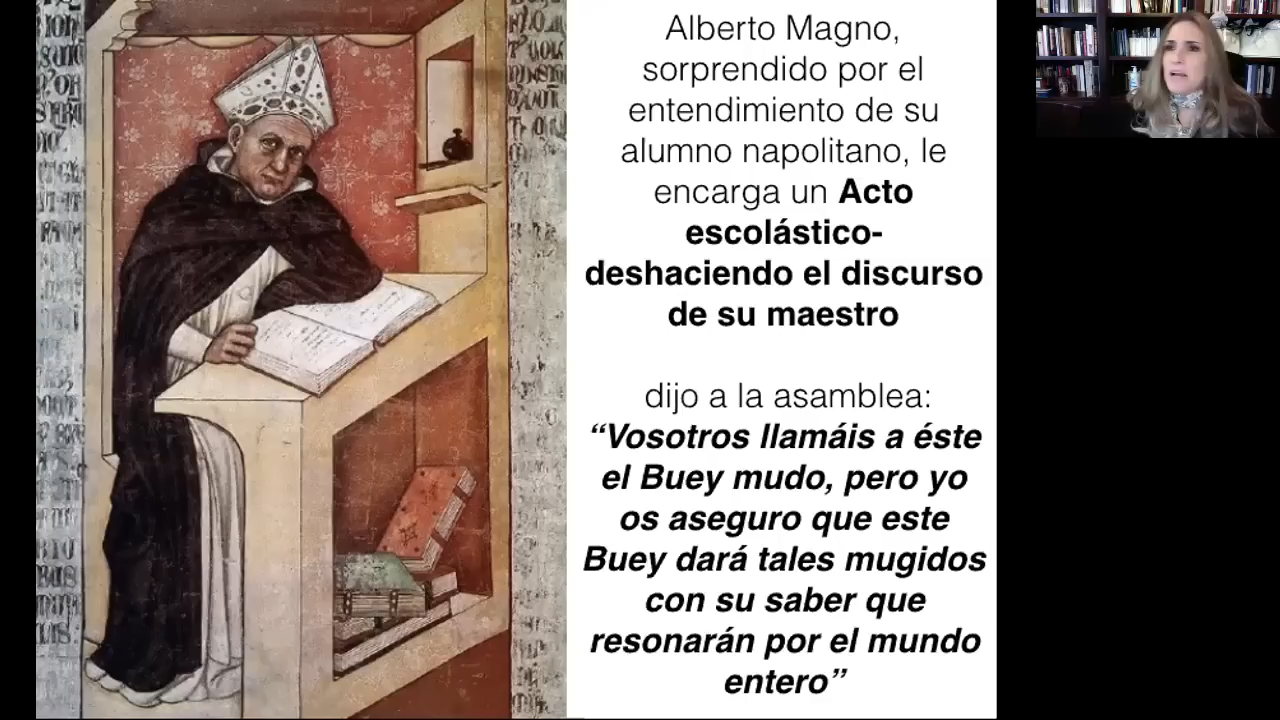 Alberto Magno,
sorprendido por el
entendimiento de su
alumno napolitano, le
encarga un Acto
escolástico-
deshaciendo el discurso
de su maestro
dijo a la asamblea:
“Vosotros llamáis a éste
el Buey mudo, pero yo
os aseguro que este
Buey dará tales mugidos
con su saber que
resonarán por el mundo
entero”